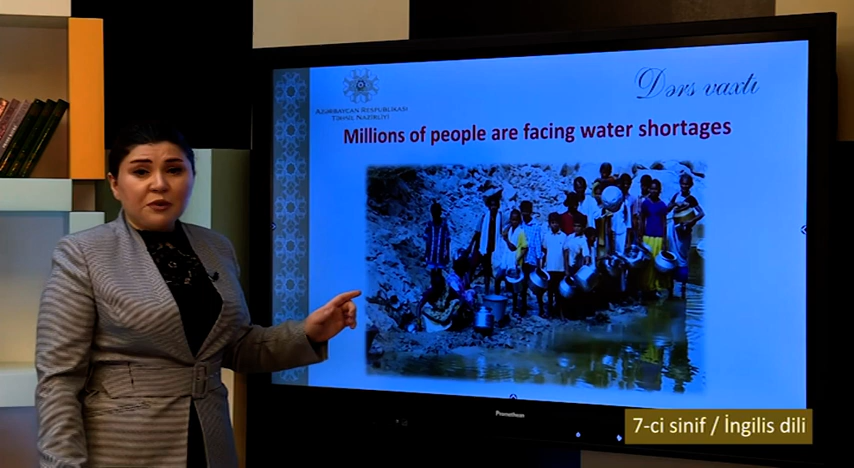 Dərs vaxtı
AZƏRBAYCAN RESPUBLİKASI
TƏHSİL NAZİRLİYİ
Millions of people are facing water shortages
Promethean
7-ci sinif / İngilis dili